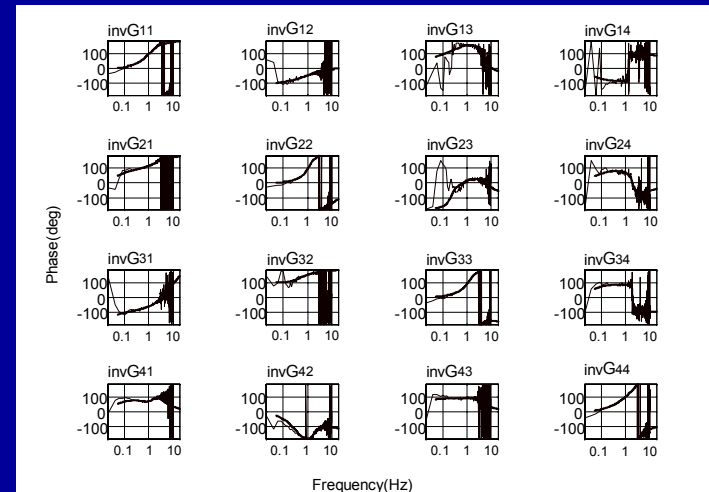 invG11 invG12 invG13 invG14
100 100 100 100
0 0 0 0
-100 -100 -100 -100
0.1 1 10 0.1 1 10 0.1 1 10 0.1 1 10
invG21 invG22 invG23 invG24
100 100 100 100
0 0 0 0
-100 -100 -100 -100
0.1 1 10 0.1 1 10 0.1 1 10 0.1 1 10
Phase(deg)
invG31 invG32 invG33 invG34
100 100 100 100
0 0 0 0
-100 -100 -100 -100
0.1 1 10 0.1 1 10 0.1 1 10 0.1 1 10
invG41 invG42 invG43 invG44
100 100 100 100
0 0 0 0
-100 -100 -100 -100
0.1 1 10 0.1 1 10 0.1 1 10 0.1 1 10
Frequency(Hz)